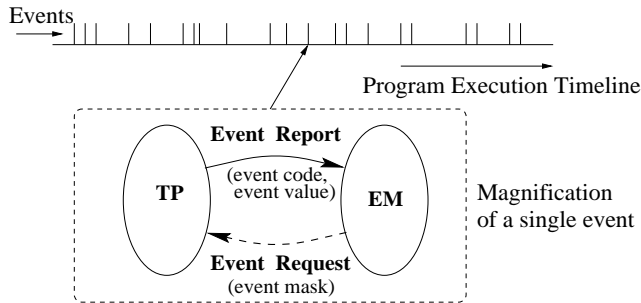 Events
Program Execution Timeline
Event Report
(event code,
event value)
TP
EM
Magnification
of a single event
Event Request
(event mask)